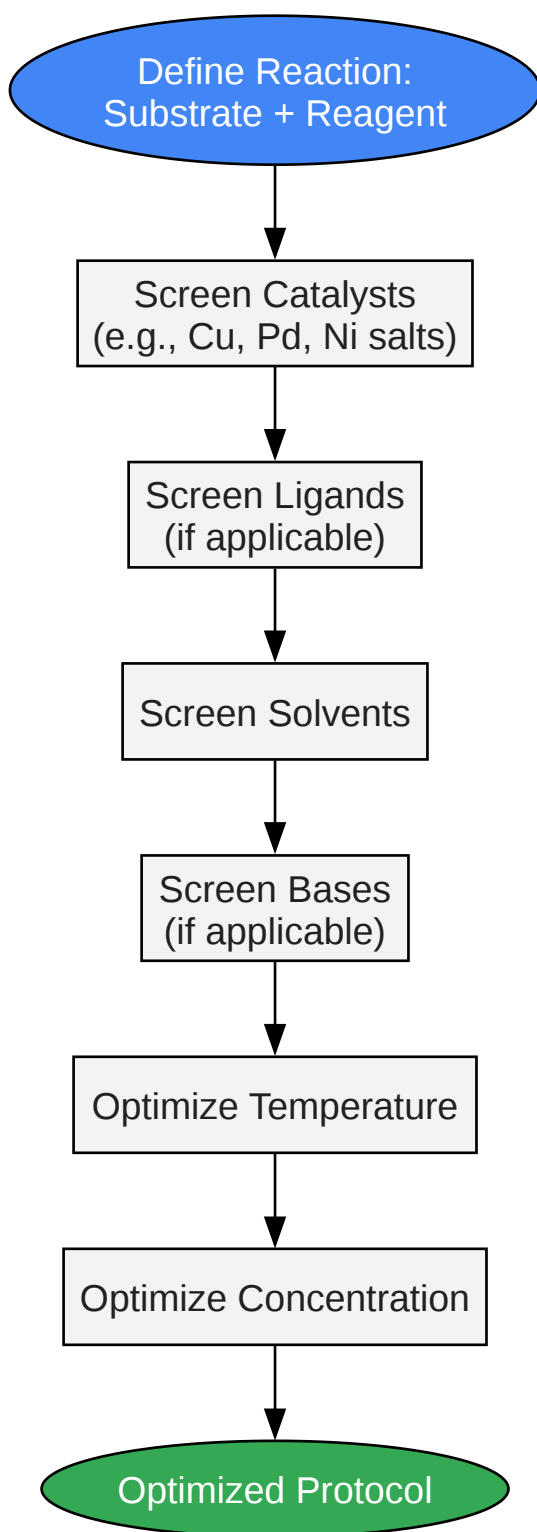 Define Reaction:
Substrate + Reagent
Screen Catalysts
(e.g., Cu, Pd, Ni salts)
Screen Ligands
(if applicable)
Screen Solvents
Screen Bases
(if applicable)
Optimize Temperature
Optimize Concentration
Optimized Protocol